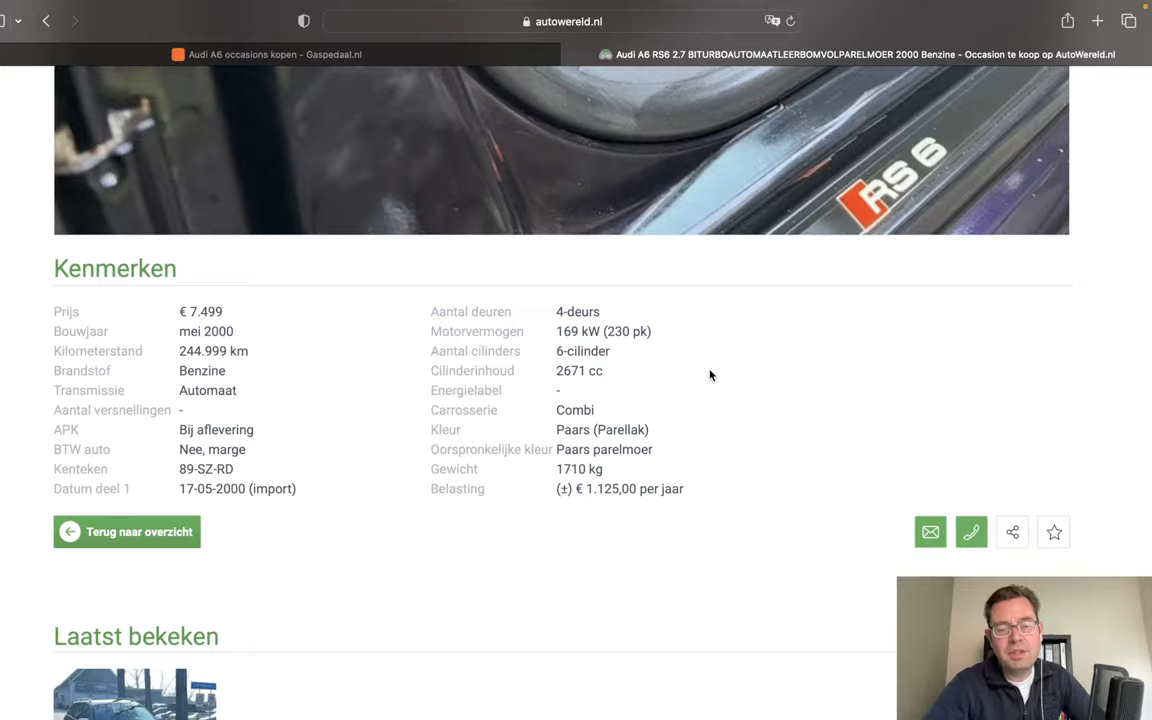 autowereld.nl
Audi A6 occasions kopen - Gaspedaal.nl
Audi A6 RS6 2.7 BITURBOAUTOMAATLEERBOMVOLPARELMOER 2000 Benzine - Occasion te koop op AutoWereld.nl
RS 6
Kenmerken
Prijs € 7.499
Bouwjaar mei 2000
Kilometerstand 244.999 km
Brandstof Benzine
Transmissie Automaat
Aantal versnellingen -
APK Bij aflevering
BTW auto Nee, marge
Kenteken 89-SZ-RD
Datum deel 1 17-05-2000 (import)
Aantal deuren 4-deurs
Motorvermogen 169 kW (230 pk)
Aantal cilinders 6-cilinder
Cilinderinhoud 2671 cc
Energielabel -
Carrosserie Combi
Kleur Paars (Parellak)
Oorspronkelijke kleur Paars parelmoer
Gewicht 1710 kg
Belasting (±) € 1.125,00 per jaar
Terug naar overzicht
Laatst bekeken